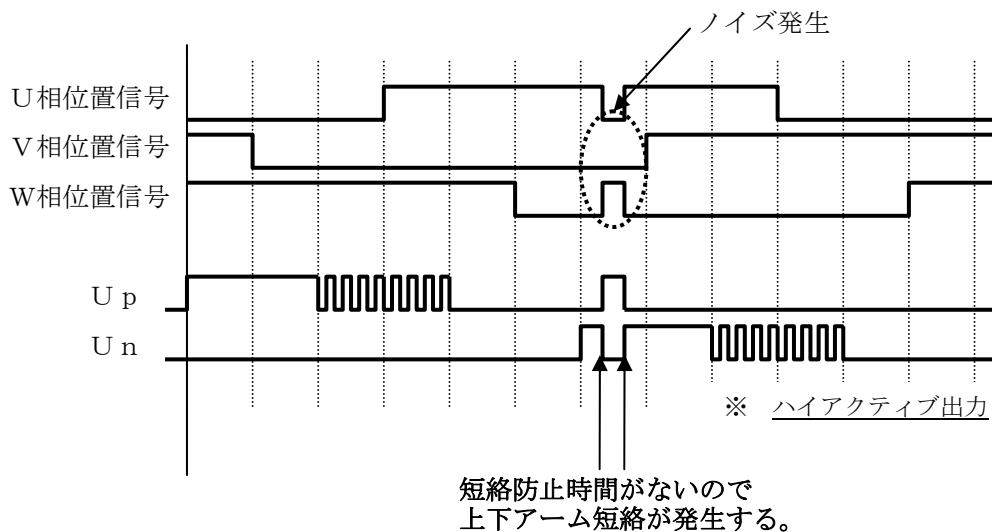 ノイズ発生
U相位置信号
V相位置信号
W相位置信号
Up
Un
※ ハイアクティブ出力
短絡防止時間がないので
上下アーム短絡が発生する。